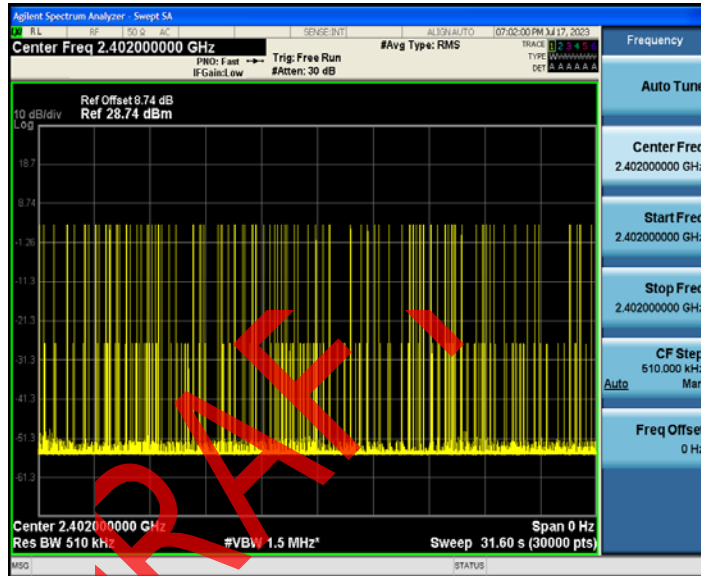 Agilent Spectrum Analyzer - Swept SA
RL RF 50 Ω AC SENSE:INT ALIGN AUTO 07:02:00 PM Jul 17, 2023
Center Freq 2.402000000 GHz
PNO: Fast
IFGain:Low
Trig: Free Run
#Atten: 30 dB
#Avg Type: RMS
TRACE 1 2 3 4 5 6
TYPE
DET A A A A A A
Ref Offset 8.74 dB
Ref 28.74 dBm
10 dB/div
Log
18.7
8.74
-1.26
-11.3
-21.3
-31.3
-41.3
-51.3
-61.3
Center 2.402000000 GHz
Span 0 Hz
Res BW 510 kHz
#VBW 1.5 MHz*
Sweep 31.60 s (30000 pts)
MSG
STATUS
Frequency
Auto Tune
Center Freq
2.402000000 GHz
Start Freq
2.402000000 GHz
Stop Freq
2.402000000 GHz
CF Step
510.000 kHz
Auto Man
Freq Offset
0 Hz
RAF